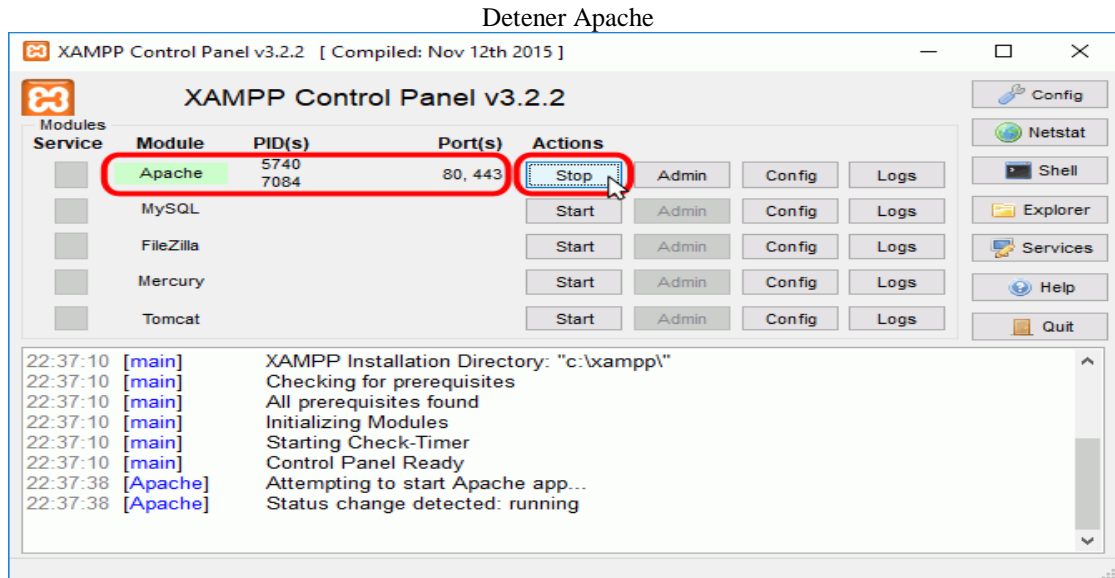 Detener Apache
XAMPP Control Panel v3.2.2 [ Compiled: Nov 12th 2015 ]
XAMPP Control Panel v3.2.2
Config
Modules
Service Module PID(s) Port(s) Actions
Netstat
Apache 5740 7084 80, 443 Stop Admin Config Logs
Shell
MySQL Start Admin Config Logs
Explorer
FileZilla Start Admin Config Logs
Services
Mercury Start Admin Config Logs
Help
Tomcat Start Admin Config Logs
Quit
22:37:10 [main] XAMPP Installation Directory: "c:\xampp\"
22:37:10 [main] Checking for prerequisites
22:37:10 [main] All prerequisites found
22:37:10 [main] Initializing Modules
22:37:10 [main] Starting Check-Timer
22:37:10 [main] Control Panel Ready
22:37:38 [Apache] Attempting to start Apache app...
22:37:38 [Apache] Status change detected: running